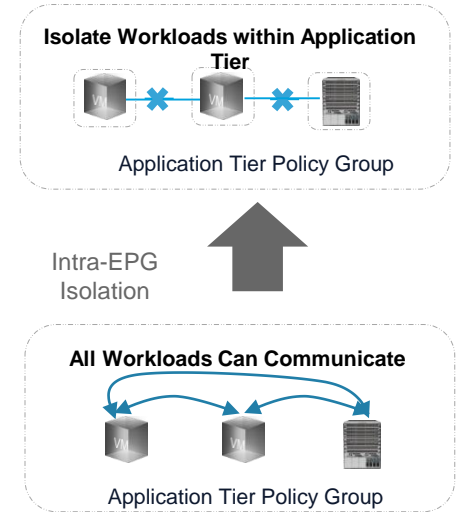 Isolate Workloads within Application
Tier
VM
VM
Application Tier Policy Group
Intra-EPG
Isolation
All Workloads Can Communicate
VM
VM
Application Tier Policy Group